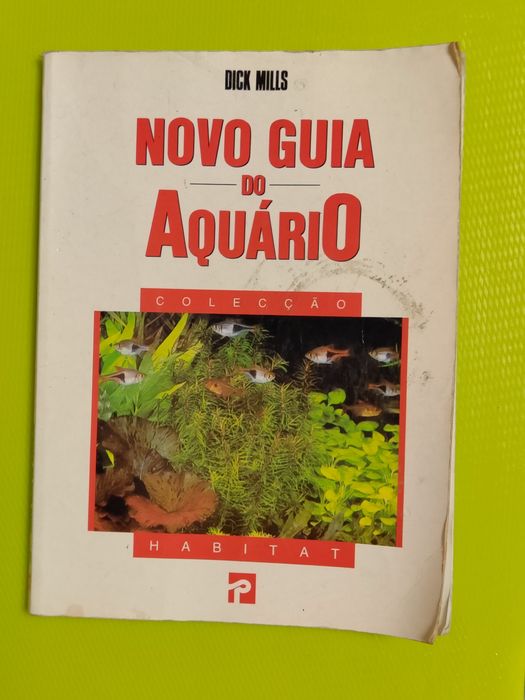 DICK MILLS
NOVO GUIA
DO
AQUÁRIO
COLECÇÃO
HABITAT
P